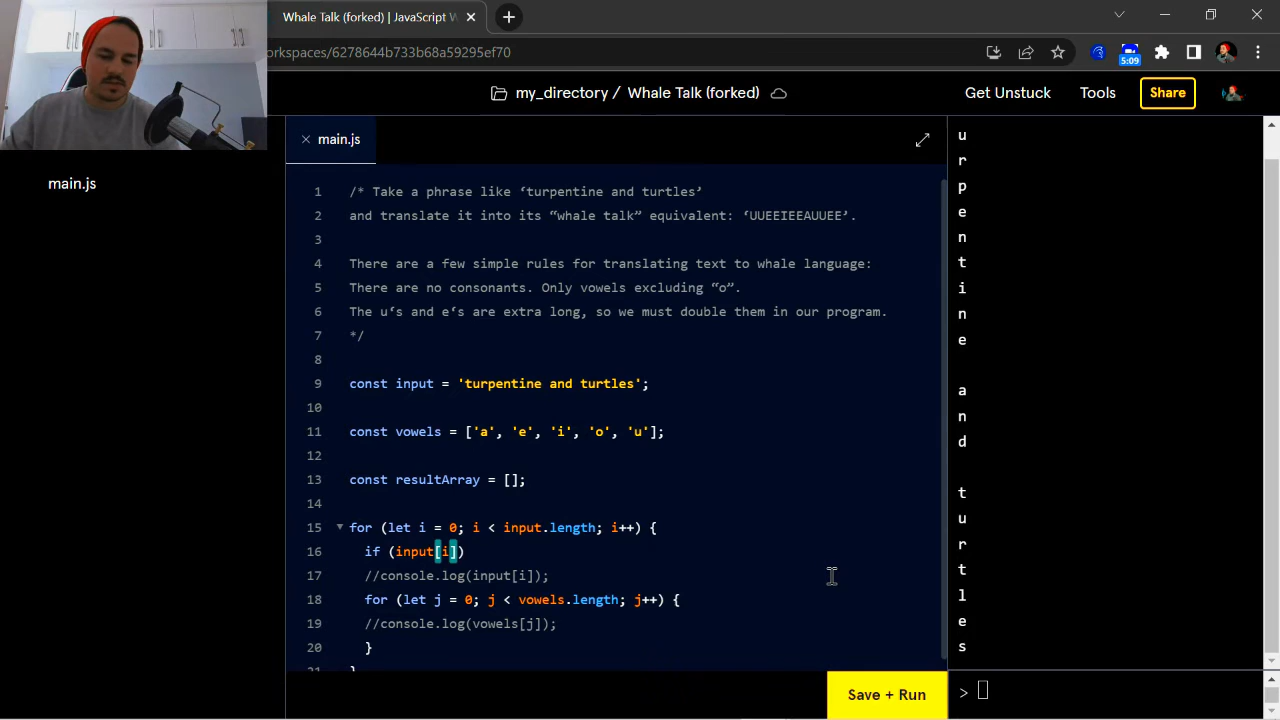 Whale Talk (forked) | JavaScript W
orkspaces/6278644b733b68a59295ef70
5:09
my_directory / Whale Talk (forked)
Get Unstuck
Tools
Share
main.js
main.js
1 /* Take a phrase like ‘turpentine and turtles’
2 and translate it into its “whale talk” equivalent: ‘UUEEIEEAUUEE’.
3
4 There are a few simple rules for translating text to whale language:
5 There are no consonants. Only vowels excluding “o”.
6 The u‘s and e‘s are extra long, so we must double them in our program.
7 */
8
9 const input = 'turpentine and turtles';
10
11 const vowels = ['a', 'e', 'i', 'o', 'u'];
12
13 const resultArray = [];
14
15 for (let i = 0; i < input.length; i++) {
16 if (input[i])
17 //console.log(input[i]);
18 for (let j = 0; j < vowels.length; j++) {
19 //console.log(vowels[j]);
20 }
21 }
u
r
p
e
n
t
i
n
e
a
n
d
t
u
r
t
l
e
s
Save + Run
>